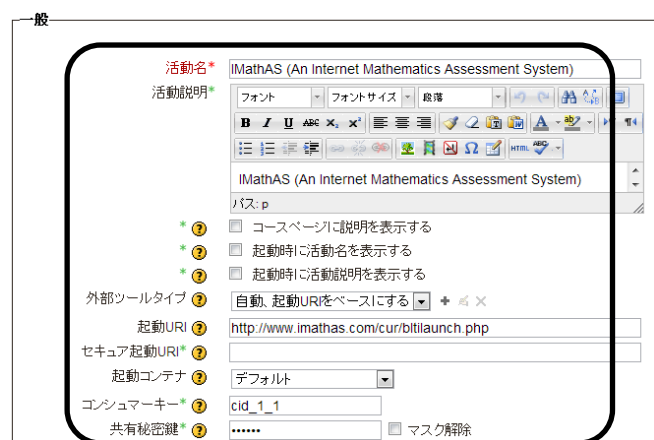 一般
活動名* IMathAS (An Internet Mathematics Assessment System)
活動説明*
フォント フォントサイズ 段落
B I U ABC x₂ x² A ab
Ω HTML ABC
IMathAS (An Internet Mathematics Assessment System)
パス: p
* コースページに説明を表示する
* 起動時に活動名を表示する
* 起動時に活動説明を表示する
外部ツールタイプ 自動、起動URIをベースにする
起動URI http://www.imathas.com/cur/bltilaunch.php
セキュア起動URI*
起動コンテナ デフォルト
コンシュマーキー* cid_1_1
共有秘密鍵* •••••• マスク解除